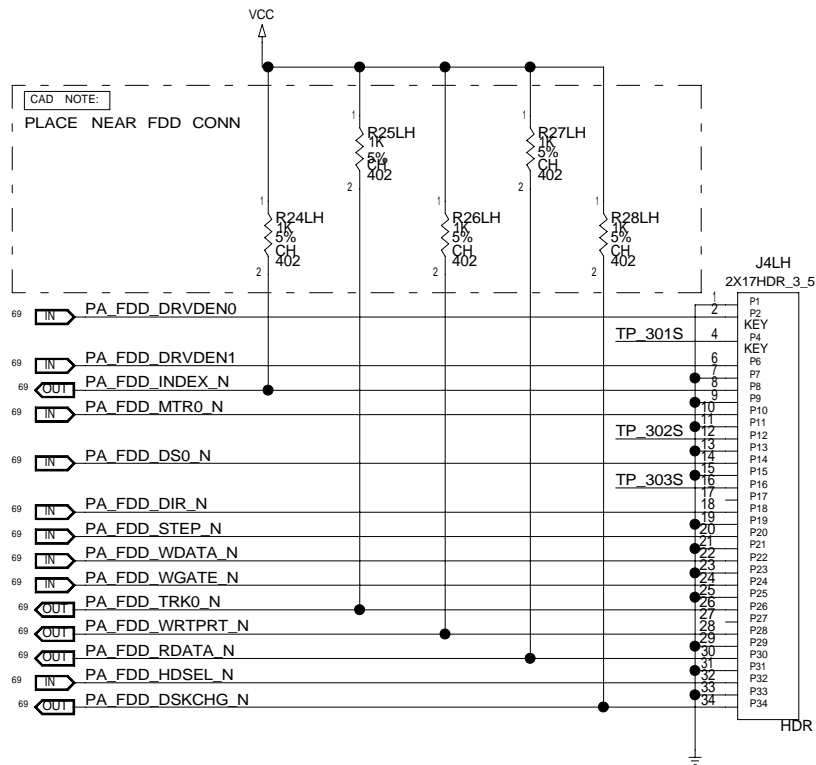 VCC
CAD NOTE:
PLACE NEAR FDD CONN
1
R25LH
1K
5%
CH
402
2
1
R27LH
1K
5%
CH
402
2
1
R24LH
1K
5%
CH
402
2
1
R26LH
1K
5%
CH
402
2
1
R28LH
1K
5%
CH
402
2
J4LH
2X17HDR_3_5
1 P1
69 IN PA_FDD_DRVDEN0 2 P2
KEY
TP_301S 4 P4
KEY
69 IN PA_FDD_DRVDEN1 6 P6
7 P7
69 OUT PA_FDD_INDEX_N 8 P8
9 P9
69 IN PA_FDD_MTR0_N 10 P10
11 P11
TP_302S 12 P12
13 P13
69 IN PA_FDD_DS0_N 14 P14
15 P15
TP_303S 16 P16
17 P17
69 IN PA_FDD_DIR_N 18 P18
19 P19
69 IN PA_FDD_STEP_N 20 P20
21 P21
69 IN PA_FDD_WDATA_N 22 P22
23 P23
69 IN PA_FDD_WGATE_N 24 P24
25 P25
69 OUT PA_FDD_TRK0_N 26 P26
27 P27
69 OUT PA_FDD_WRTPRT_N 28 P28
29 P29
69 OUT PA_FDD_RDATA_N 30 P30
31 P31
69 IN PA_FDD_HDSEL_N 32 P32
33 P33
69 OUT PA_FDD_DSKCHG_N 34 P34
HDR